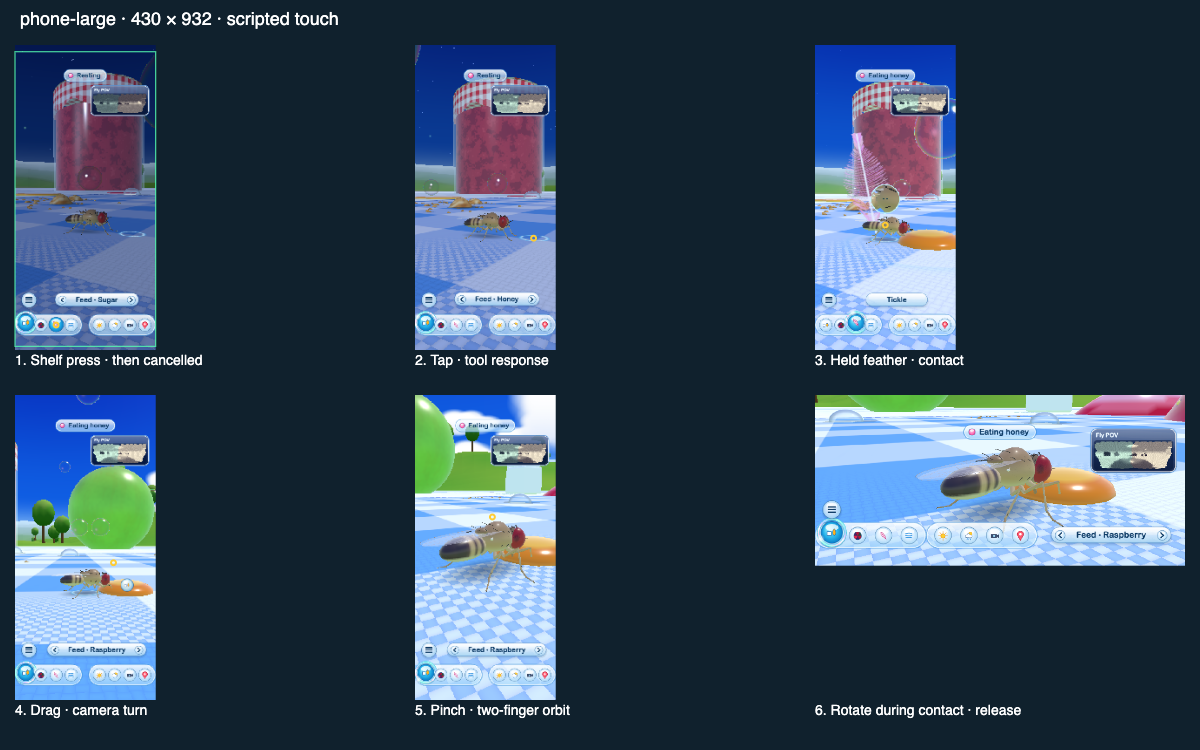 phone-large · 430 × 932 · scripted touch
Resting
Fly POV
Feed · Sugar
1. Shelf press · then cancelled
Resting
Fly POV
Feed · Honey
2. Tap · tool response
Eating honey
Fly POV
Tickle
3. Held feather · contact
Eating honey
Fly POV
Feed · Raspberry
4. Drag · camera turn
Eating honey
Fly POV
Feed · Raspberry
5. Pinch · two-finger orbit
Eating honey
Fly POV
Feed · Raspberry
6. Rotate during contact · release